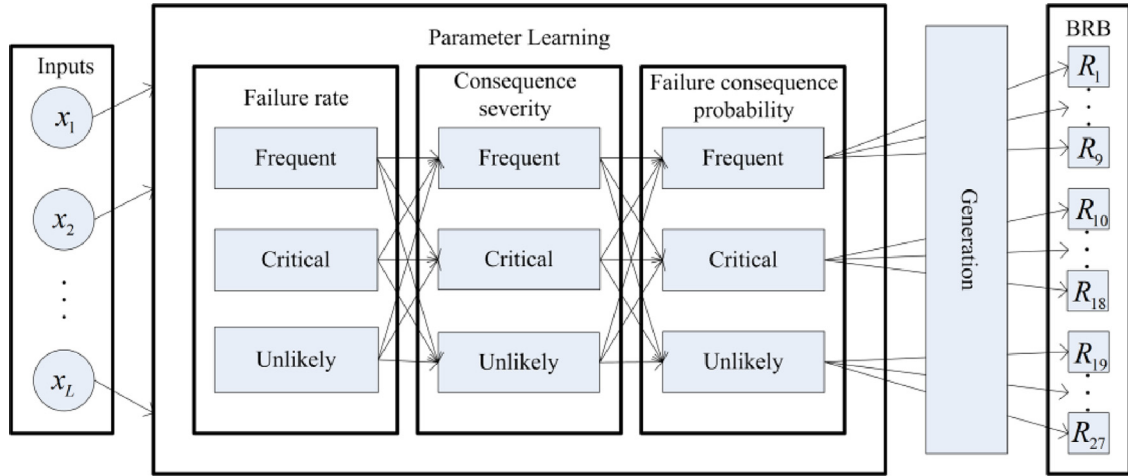 Inputs
x1
x2
xL
Parameter Learning
Failure rate
Frequent
Critical
Unlikely
Consequence
severity
Frequent
Critical
Unlikely
Failure consequence
probability
Frequent
Critical
Unlikely
Generation
BRB
R1
R9
R10
R18
R19
R27